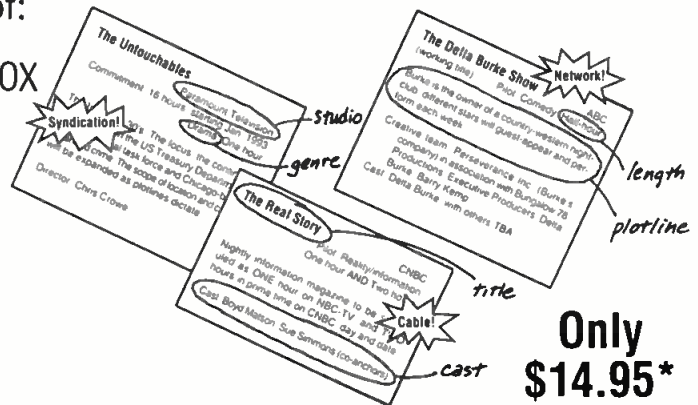 of:
OX
The Untouchables
Paramount Television
Commitment 16 hours starting Jan 1993
Drama One hour
Syndication!
30's The focus, the
the US Treasury
task force and Chicago
crime The scope of location and
will be expanded as plotlines dictate
Director Chris Crowe
studio
genre
The Delta Burke Show
(working title)
Network!
ABC
Pilot Comedy Half-hour
Burke is the owner of a country-western night-
club different stars will guest-appear and per-
form each week
Creative team Perseverance Inc (Burke s
company) in association with Bungalow 78
Productions Executive Producers Delta
Burke Barry Kemp
Cast Delta Burke with others TBA
length
plotline
The Real Story
CNBC
Pilot Reality/information
One hour AND Two
Nightly information magazine to be
uled as ONE hour on NBC-TV and
hours in prime time on CNBC day and date
Cast Boyd Matson Sue Simmons (co-anchors)
Cable!
title
cast
Only
$14.95*